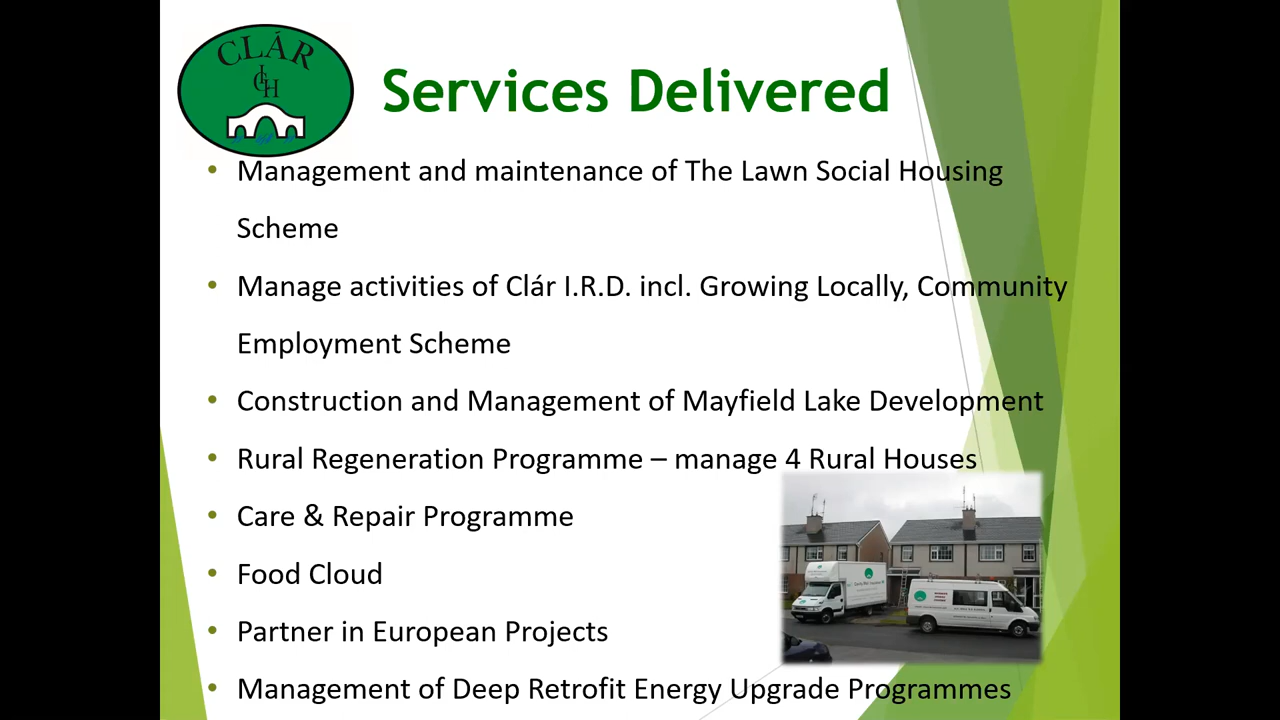 CLÁR
ICH
Services Delivered
• Management and maintenance of The Lawn Social Housing
Scheme
• Manage activities of Clár I.R.D. incl. Growing Locally, Community
Employment Scheme
• Construction and Management of Mayfield Lake Development
• Rural Regeneration Programme – manage 4 Rural Houses
• Care & Repair Programme
• Food Cloud
• Partner in European Projects
• Management of Deep Retrofit Energy Upgrade Programmes